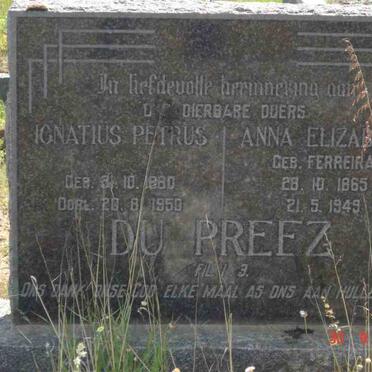 In liefdevolle herinnering aan
DIERBARE OUERS
IGNATIUS PETRUS
GEB. 31.10.1860
OORL. 20.8.1950
ANNA ELIZA
GEB. FERREIRA
28.10.1865
21.5.1949
DU PREEZ
FIL. 1:3.
ONS DANK ONSE GOD ELKE MAAL AS ONS AAN HULLE